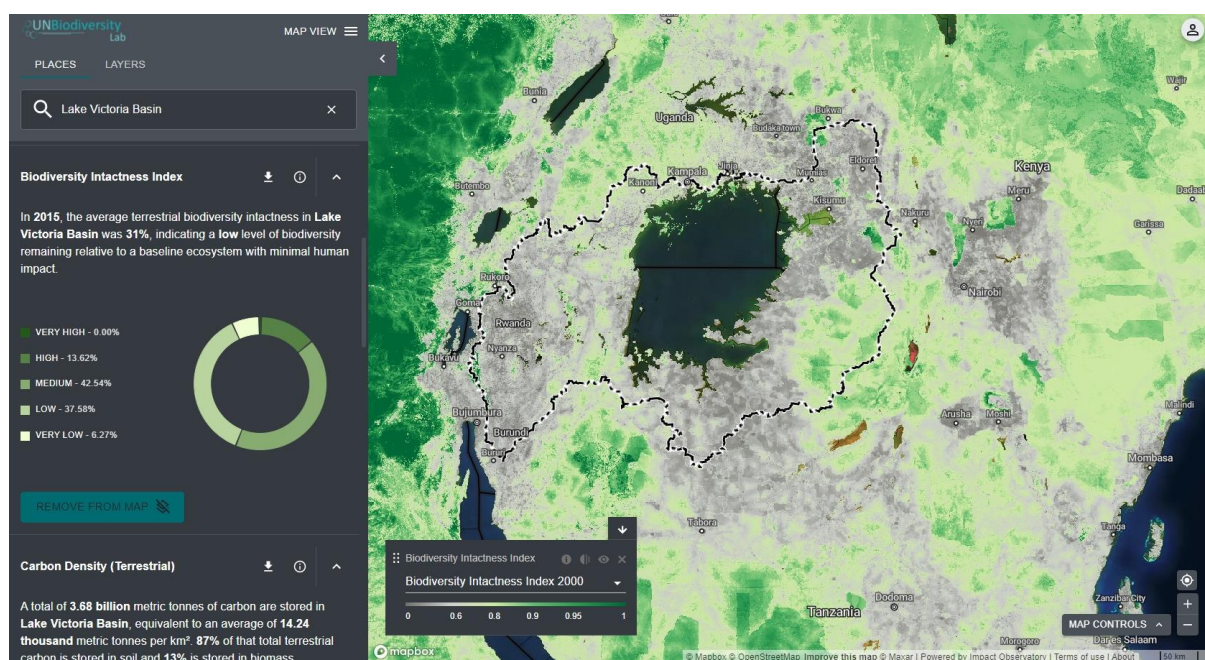 UNBiodiversity
Lab
MAP VIEW
PLACES
LAYERS
Lake Victoria Basin
Biodiversity Intactness Index
In 2015, the average terrestrial biodiversity intactness in Lake
Victoria Basin was 31%, indicating a low level of biodiversity
remaining relative to a baseline ecosystem with minimal human
impact.
VERY HIGH - 0.00%
HIGH - 13.62%
MEDIUM - 42.54%
LOW - 37.58%
VERY LOW - 6.27%
REMOVE FROM MAP
Carbon Density (Terrestrial)
A total of 3.68 billion metric tonnes of carbon are stored in
Lake Victoria Basin, equivalent to an average of 14.24
thousand metric tonnes per km². 87% of that total terrestrial
carbon is stored in soil and 13% is stored in biomass.
Bunia
Uganda
Bukwa
Budaka town
Wajir
Eldoret
Kenya
Butembo
Kanoni
Kampala
Jinja
Mumias
Meru
Dadaab
Kisumu
Nakuru
Nyeri
Garissa
Rukoro
Goma
Nairobi
Rwanda
Bukavu
Nyanza
Bujumbura
Burundi
Arusha
Moshi
Malindi
Mombasa
Tabora
Tanga
Biodiversity Intactness Index
Biodiversity Intactness Index 2000
0 0.6 0.8 0.9 0.95 1
Dodoma
Tanzania
Zanzibar City
MAP CONTROLS
Morogoro
Dar es Salaam
mapbox
© Mapbox © OpenStreetMap Improve this map © Maxar | Powered by Impact Observatory | Terms of use | About
50 km